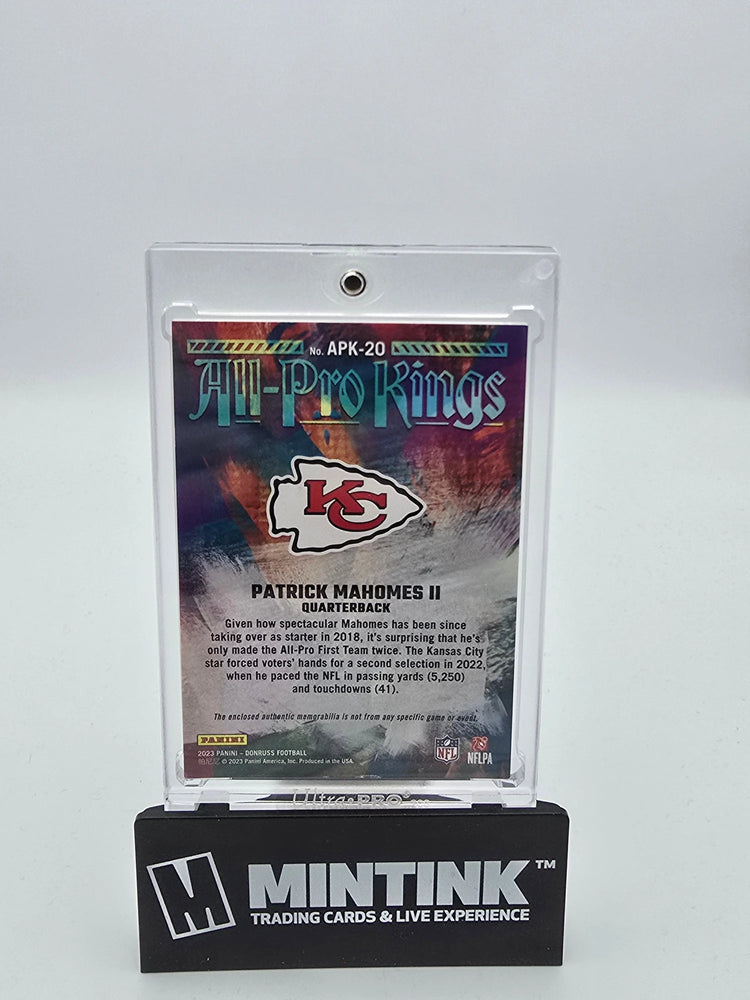 No. APK-20
All-Pro Kings
KC
PATRICK MAHOMES II
QUARTERBACK
Given how spectacular Mahomes has been since
taking over as starter in 2018, it's surprising that he's
only made the All-Pro First Team twice. The Kansas City
star forced voters' hands for a second selection in 2022,
when he paced the NFL in passing yards (5,250)
and touchdowns (41).
The enclosed authentic memorabilia is not from any specific game or event.
PANINI
2023 PANINI – DONRUSS FOOTBALL
© 2023 Panini America, Inc. Produced in the USA.
NFL
NFLPA
Ultra•PRO
M MINTINK™
TRADING CARDS & LIVE EXPERIENCE